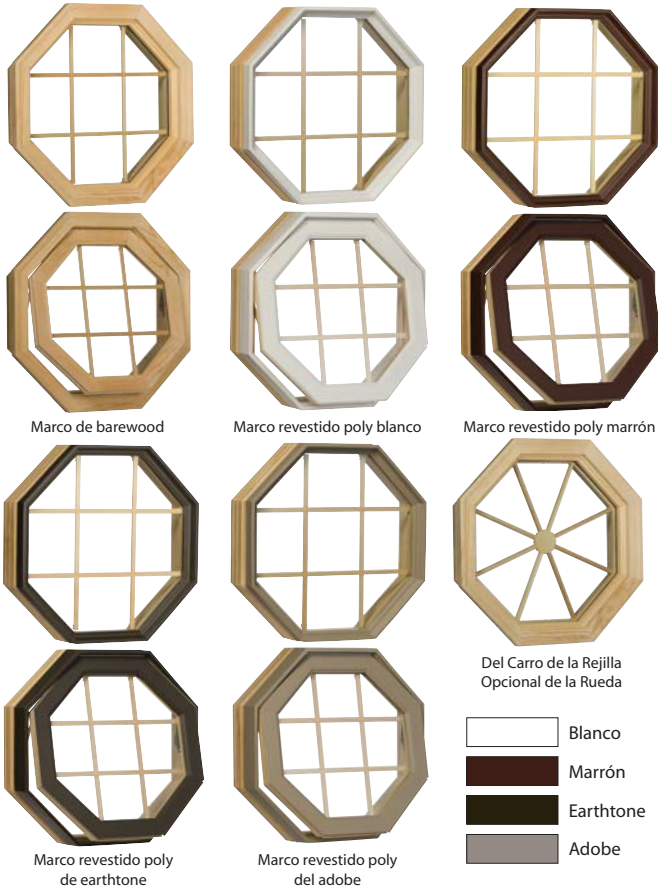 Marco de barewood
Marco revestido poly blanco
Marco revestido poly marrón
Del Carro de la Rejilla
Opcional de la Rueda
Blanco
Marrón
Earthtone
Adobe
Marco revestido poly
de earthtone
Marco revestido poly
del adobe